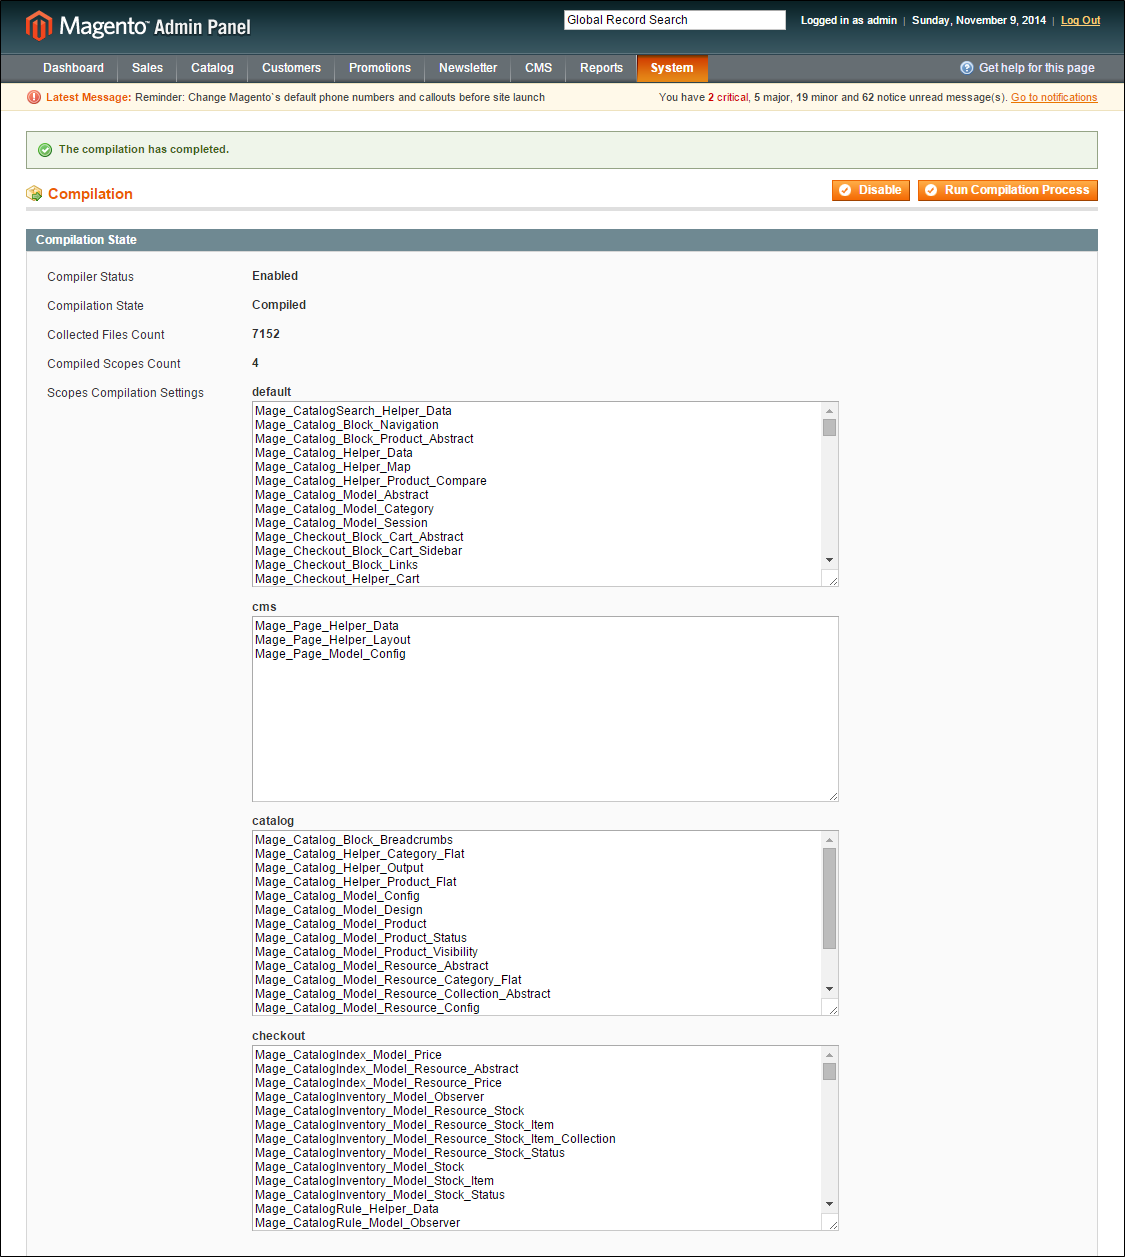 Magento™ Admin Panel
Global Record Search
Logged in as admin | Sunday, November 9, 2014 | Log Out
Dashboard Sales Catalog Customers Promotions Newsletter CMS Reports System Get help for this page
Latest Message: Reminder: Change Magento`s default phone numbers and callouts before site launch You have 2 critical, 5 major, 19 minor and 62 notice unread message(s). Go to notifications
The compilation has completed.
Compilation Disable Run Compilation Process
Compilation State
Compiler Status Enabled
Compilation State Compiled
Collected Files Count 7152
Compiled Scopes Count 4
Scopes Compilation Settings default
Mage_CatalogSearch_Helper_Data
Mage_Catalog_Block_Navigation
Mage_Catalog_Block_Product_Abstract
Mage_Catalog_Helper_Data
Mage_Catalog_Helper_Map
Mage_Catalog_Helper_Product_Compare
Mage_Catalog_Model_Abstract
Mage_Catalog_Model_Category
Mage_Catalog_Model_Session
Mage_Checkout_Block_Cart_Abstract
Mage_Checkout_Block_Cart_Sidebar
Mage_Checkout_Block_Links
Mage_Checkout_Helper_Cart
cms
Mage_Page_Helper_Data
Mage_Page_Helper_Layout
Mage_Page_Model_Config
catalog
Mage_Catalog_Block_Breadcrumbs
Mage_Catalog_Helper_Category_Flat
Mage_Catalog_Helper_Output
Mage_Catalog_Helper_Product_Flat
Mage_Catalog_Model_Config
Mage_Catalog_Model_Design
Mage_Catalog_Model_Product
Mage_Catalog_Model_Product_Status
Mage_Catalog_Model_Product_Visibility
Mage_Catalog_Model_Resource_Abstract
Mage_Catalog_Model_Resource_Category_Flat
Mage_Catalog_Model_Resource_Collection_Abstract
Mage_Catalog_Model_Resource_Config
checkout
Mage_CatalogIndex_Model_Price
Mage_CatalogIndex_Model_Resource_Abstract
Mage_CatalogIndex_Model_Resource_Price
Mage_CatalogInventory_Model_Observer
Mage_CatalogInventory_Model_Resource_Stock
Mage_CatalogInventory_Model_Resource_Stock_Item
Mage_CatalogInventory_Model_Resource_Stock_Item_Collection
Mage_CatalogInventory_Model_Resource_Stock_Status
Mage_CatalogInventory_Model_Stock
Mage_CatalogInventory_Model_Stock_Item
Mage_CatalogInventory_Model_Stock_Status
Mage_CatalogRule_Helper_Data
Mage_CatalogRule_Model_Observer